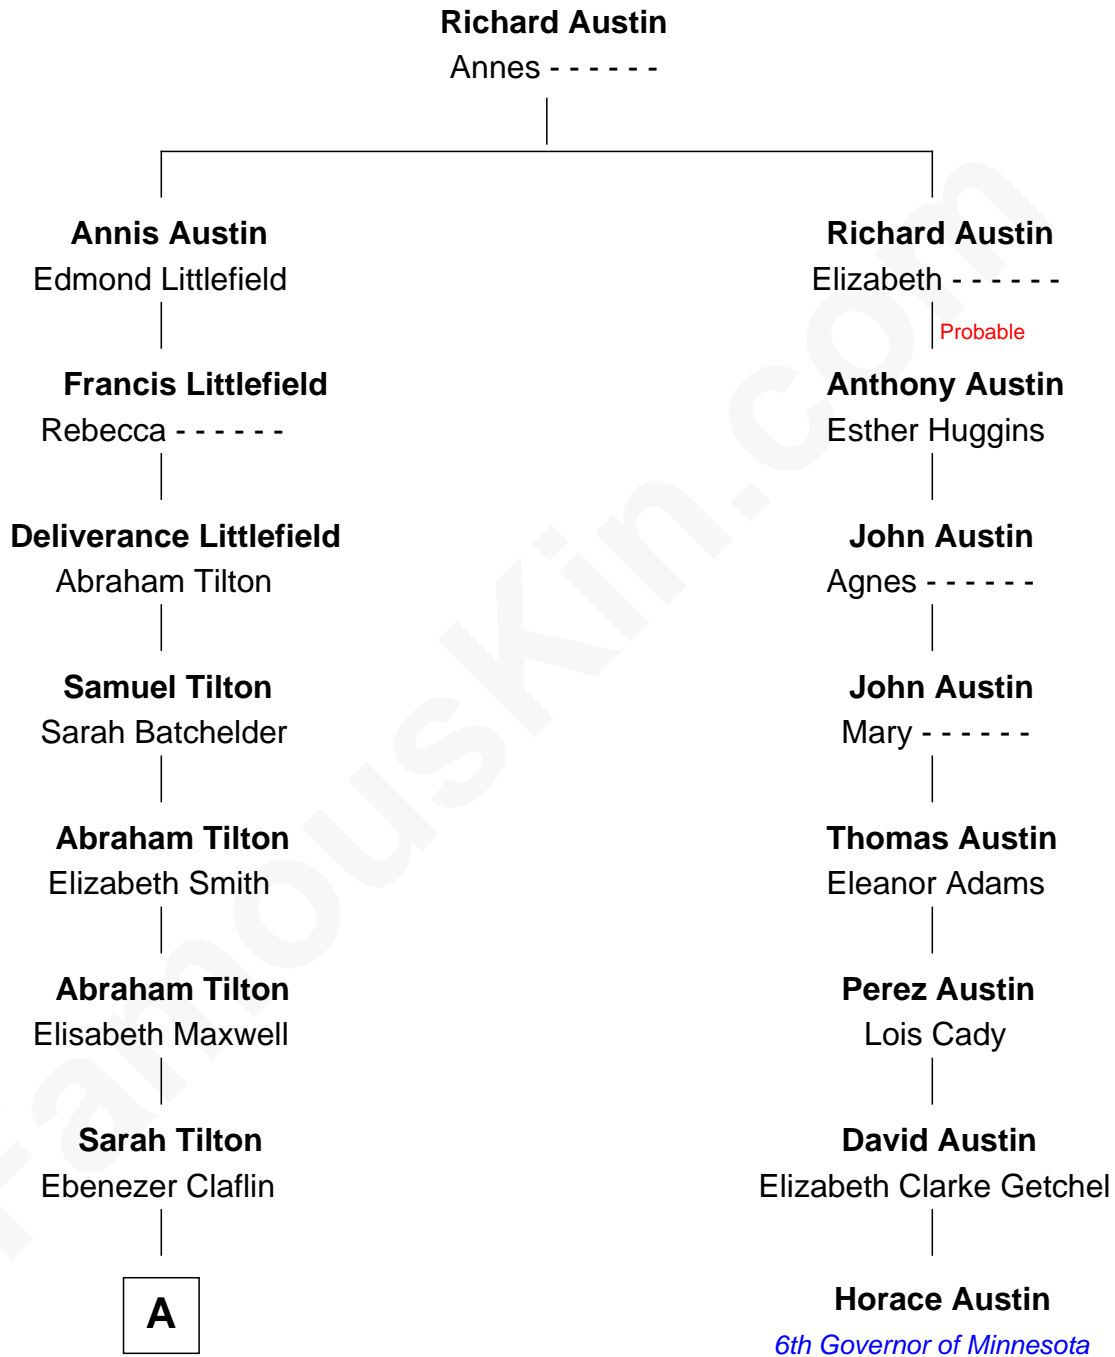 Richard Austin
Annes - - - - - -
Annis Austin
Edmond Littlefield
Richard Austin
Elizabeth - - - - - -
Probable
Francis Littlefield
Rebecca - - - - - -
Anthony Austin
Esther Huggins
Deliverance Littlefield
Abraham Tilton
John Austin
Agnes - - - - - -
Samuel Tilton
Sarah Batchelder
John Austin
Mary - - - - - -
Abraham Tilton
Elizabeth Smith
Thomas Austin
Eleanor Adams
Abraham Tilton
Elisabeth Maxwell
Perez Austin
Lois Cady
Sarah Tilton
Ebenezer Claflin
David Austin
Elizabeth Clarke Getchel
A
Horace Austin
6th Governor of Minnesota
FamousKin.com